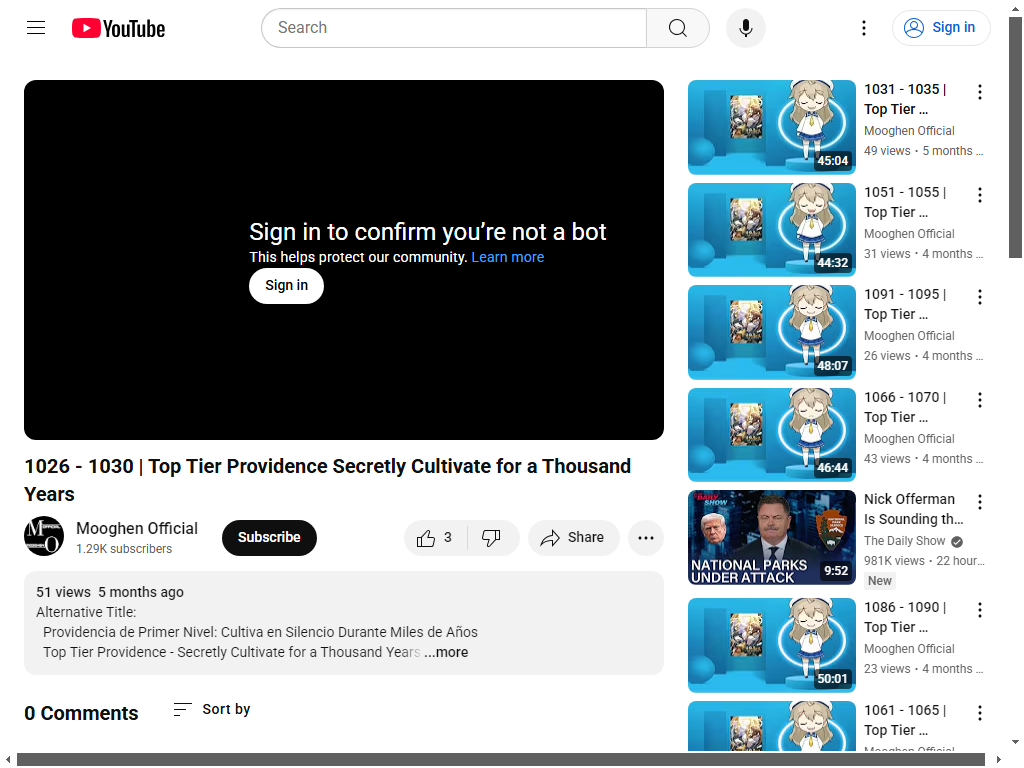 YouTube
Search
Sign in
Sign in to confirm you’re not a bot
This helps protect our community. Learn more
Sign in
1026 - 1030 | Top Tier Providence Secretly Cultivate for a Thousand
Years
Mooghen Official
1.29K subscribers
Subscribe
3
Share
51 views 5 months ago
Alternative Title:
Providencia de Primer Nivel: Cultiva en Silencio Durante Miles de Años
Top Tier Providence - Secretly Cultivate for a Thousand Years ...more
0 Comments
Sort by
45:04
1031 - 1035 |
Top Tier ...
Mooghen Official
49 views • 5 months ...
44:32
1051 - 1055 |
Top Tier ...
Mooghen Official
31 views • 4 months ...
48:07
1091 - 1095 |
Top Tier ...
Mooghen Official
26 views • 4 months ...
46:44
1066 - 1070 |
Top Tier ...
Mooghen Official
43 views • 4 months ...
DAILY
SHOW
NATIONAL PARKS
UNDER ATTACK
9:52
Nick Offerman
Is Sounding th...
The Daily Show
981K views • 22 hour...
New
50:01
1086 - 1090 |
Top Tier ...
Mooghen Official
23 views • 4 months ...
1061 - 1065 |
Top Tier ...
Mooghen Official